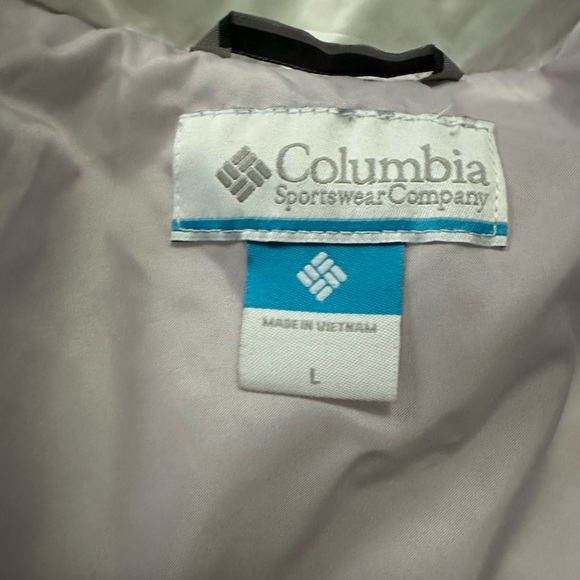 Columbia
Sportswear Company
MADE IN VIETNAM
L